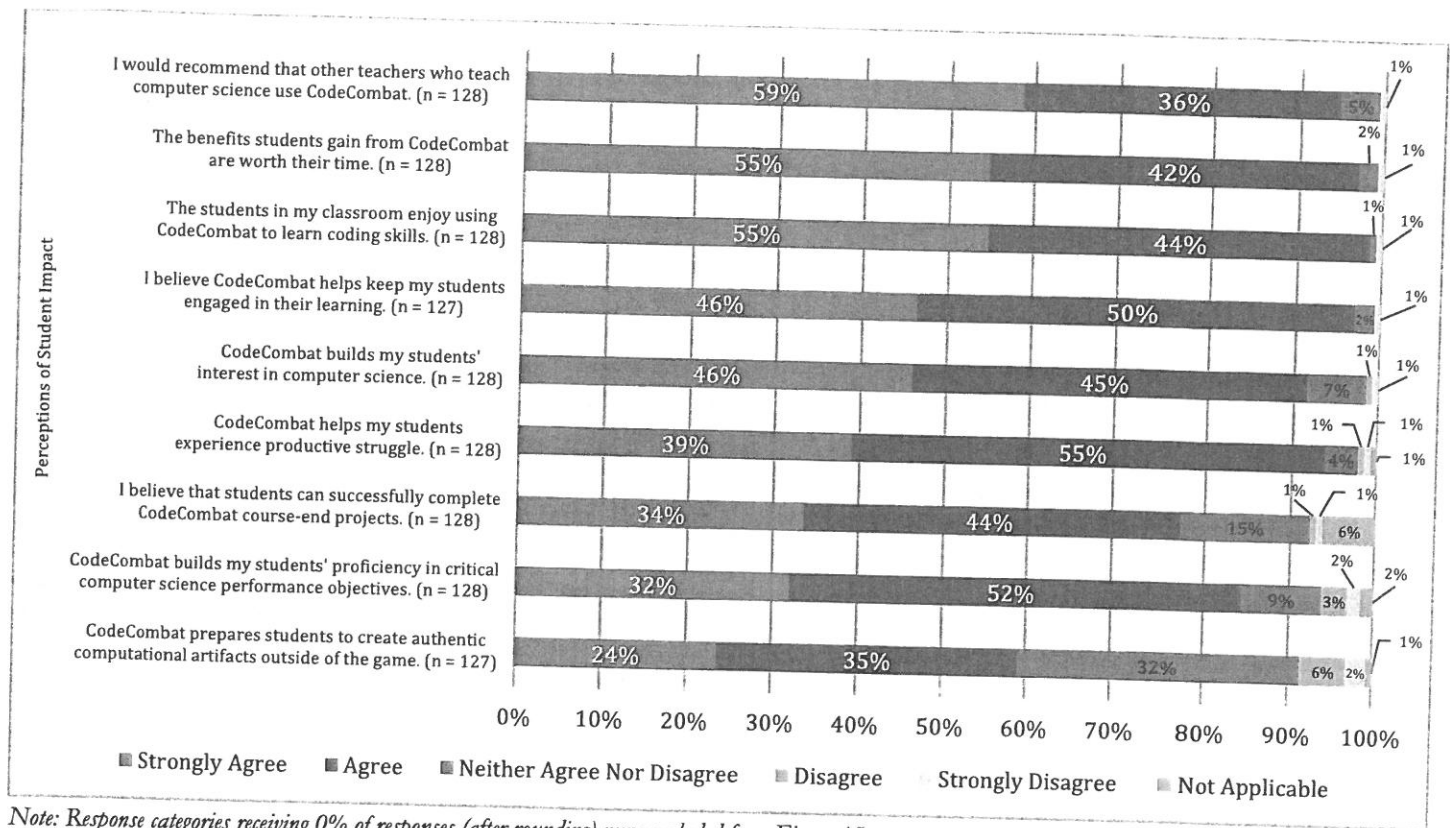 Perceptions of Student Impact
I would recommend that other teachers who teach
computer science use CodeCombat. (n = 128)
59% 36% 5% 1%
The benefits students gain from CodeCombat
are worth their time. (n = 128)
55% 42% 2% 1%
The students in my classroom enjoy using
CodeCombat to learn coding skills. (n = 128)
55% 44% 1% 1%
I believe CodeCombat helps keep my students
engaged in their learning. (n = 127)
46% 50% 2% 1%
CodeCombat builds my students'
interest in computer science. (n = 128)
46% 45% 7% 1% 1%
CodeCombat helps my students
experience productive struggle. (n = 128)
39% 55% 4% 1% 1% 1%
I believe that students can successfully complete
CodeCombat course-end projects. (n = 128)
34% 44% 15% 1% 1% 6%
CodeCombat builds my students' proficiency in critical
computer science performance objectives. (n = 128)
32% 52% 9% 3% 2% 2%
CodeCombat prepares students to create authentic
computational artifacts outside of the game. (n = 127)
24% 35% 32% 6% 2% 1%
0% 10% 20% 30% 40% 50% 60% 70% 80% 90% 100%
Strongly Agree Agree Neither Agree Nor Disagree Disagree Strongly Disagree Not Applicable
Note: Response categories receiving 0% of responses (after rounding)